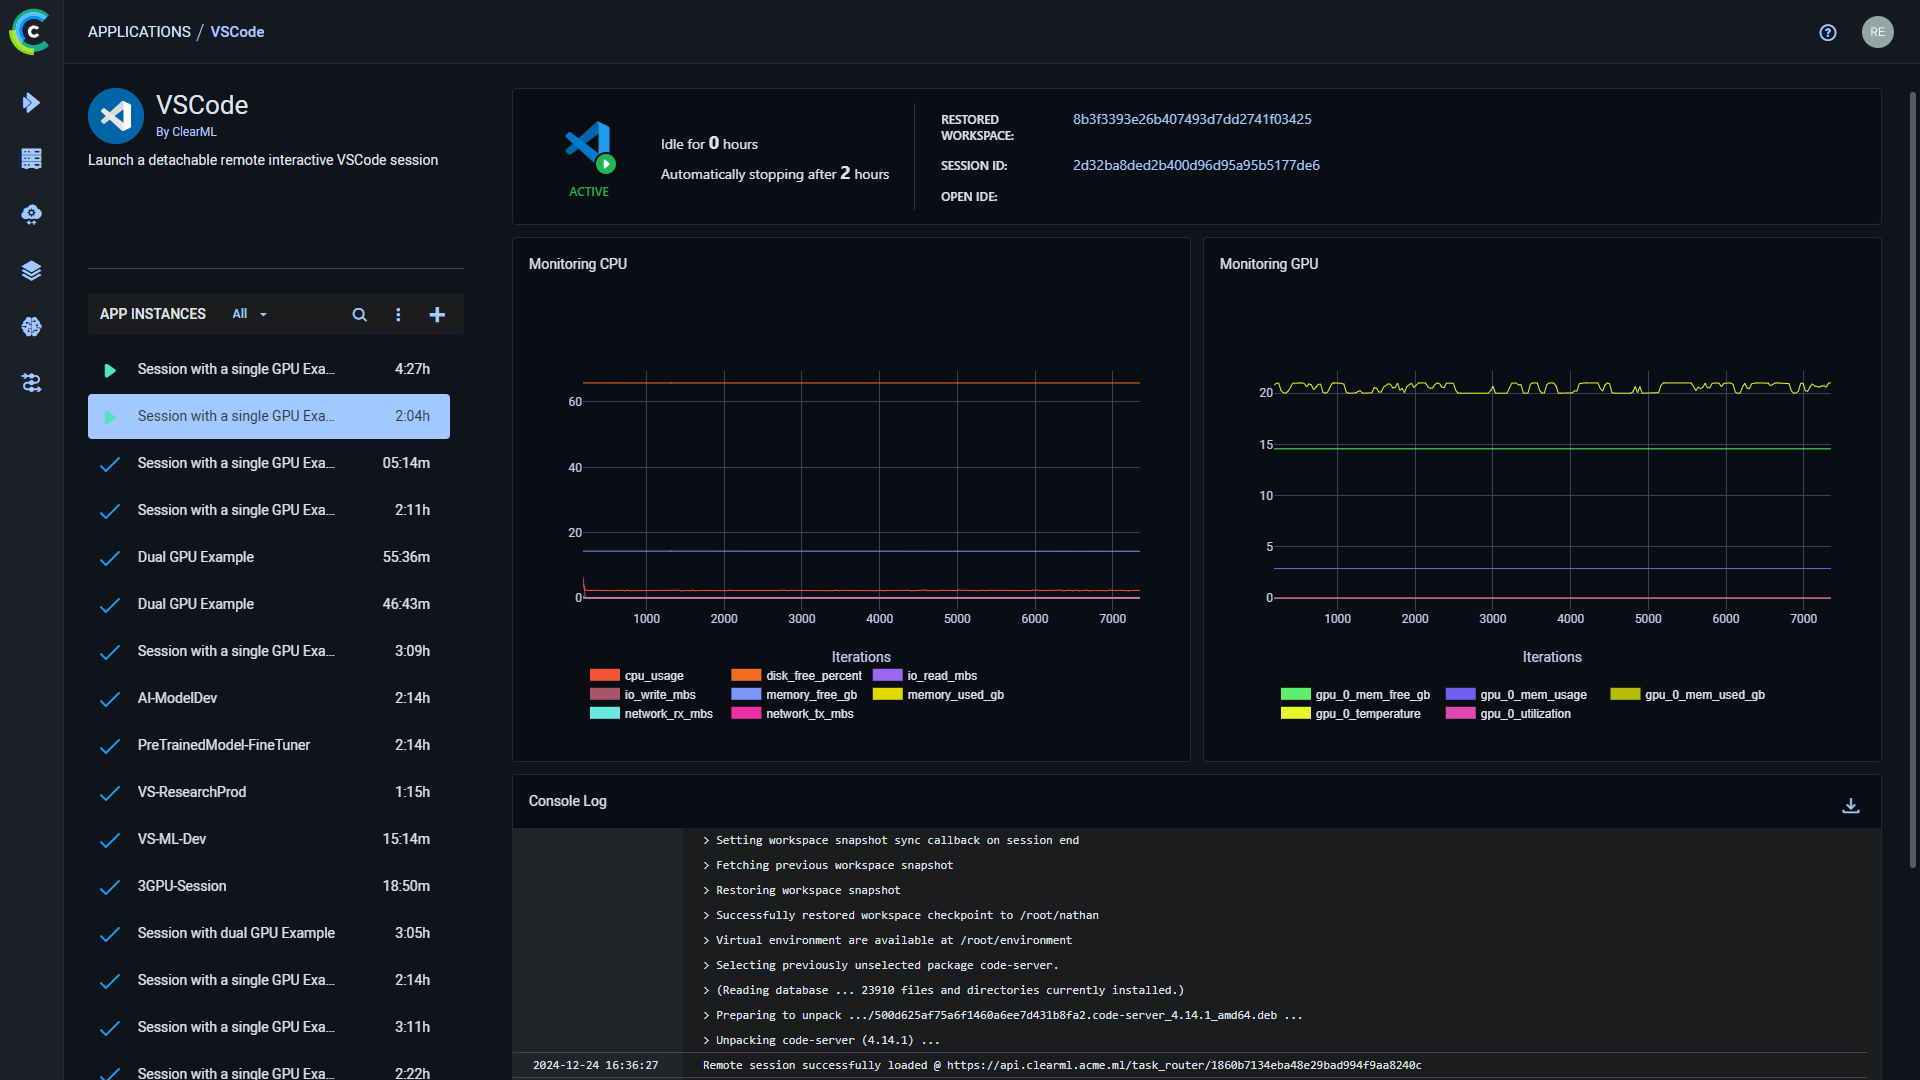 APPLICATIONS / VSCode
RE
VSCode
By ClearML
Launch a detachable remote interactive VSCode session
APP INSTANCES All
Session with a single GPU Exa... 4:27h
Session with a single GPU Exa... 2:04h
Session with a single GPU Exa... 05:14m
Session with a single GPU Exa... 2:11h
Dual GPU Example 55:36m
Dual GPU Example 46:43m
Session with a single GPU Exa... 3:09h
AI-ModelDev 2:14h
PreTrainedModel-FineTuner 2:14h
VS-ResearchProd 1:15h
VS-ML-Dev 15:14m
3GPU-Session 18:50m
Session with dual GPU Example 3:05h
Session with a single GPU Exa... 2:14h
Session with a single GPU Exa... 3:11h
Session with a single GPU Exa... 2:22h
ACTIVE
Idle for 0 hours
Automatically stopping after 2 hours
RESTORED WORKSPACE: 8b3f3393e26b407493d7dd2741f03425
SESSION ID: 2d32ba8ded2b400d96d95a95b5177de6
OPEN IDE:
Monitoring CPU
60
40
20
0
1000 2000 3000 4000 5000 6000 7000
Iterations
cpu_usage disk_free_percent io_read_mbs
io_write_mbs memory_free_gb memory_used_gb
network_rx_mbs network_tx_mbs
Monitoring GPU
20
15
10
5
0
1000 2000 3000 4000 5000 6000 7000
Iterations
gpu_0_mem_free_gb gpu_0_mem_usage gpu_0_mem_used_gb
gpu_0_temperature gpu_0_utilization
Console Log
> Setting workspace snapshot sync callback on session end
> Fetching previous workspace snapshot
> Restoring workspace snapshot
> Successfully restored workspace checkpoint to /root/nathan
> Virtual environment are available at /root/environment
> Selecting previously unselected package code-server.
> (Reading database ... 23910 files and directories currently installed.)
> Preparing to unpack .../500d625af75a6f1460a6ee7d431b8fa2.code-server_4.14.1_amd64.deb ...
> Unpacking code-server (4.14.1) ...
2024-12-24 16:36:27 Remote session successfully loaded @ https://api.clearml.acme.ml/task_router/1860b7134eba48e29bad994f9aa8240c